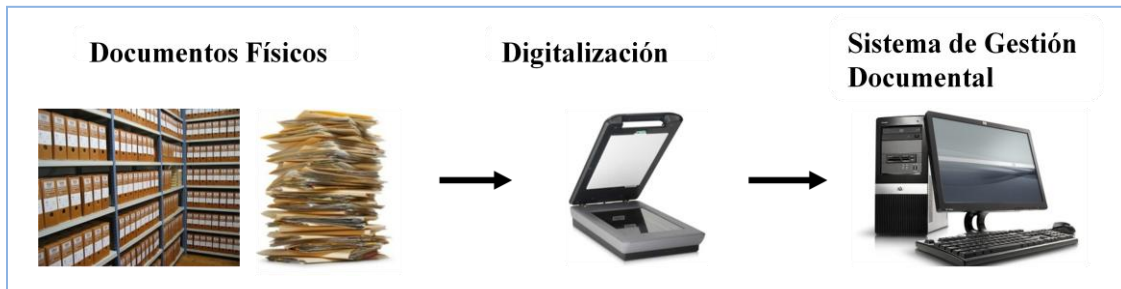 Documentos Físicos
Digitalización
Sistema de Gestión
Documental